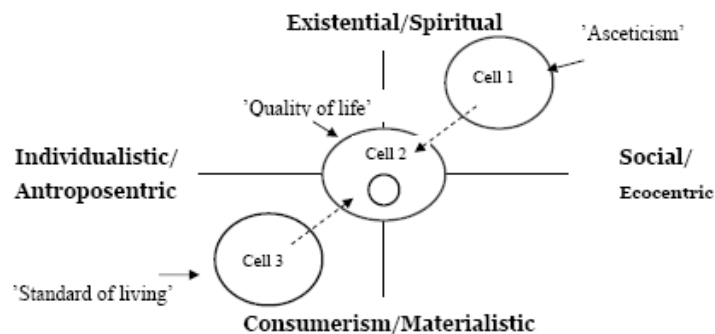 Existential/Spiritual
'Asceticism'
Cell 1
'Quality of life'
Individualistic/
Antroposentric
Cell 2
Social/
Ecocentric
Cell 3
'Standard of living'
Consumerism/Materialistic